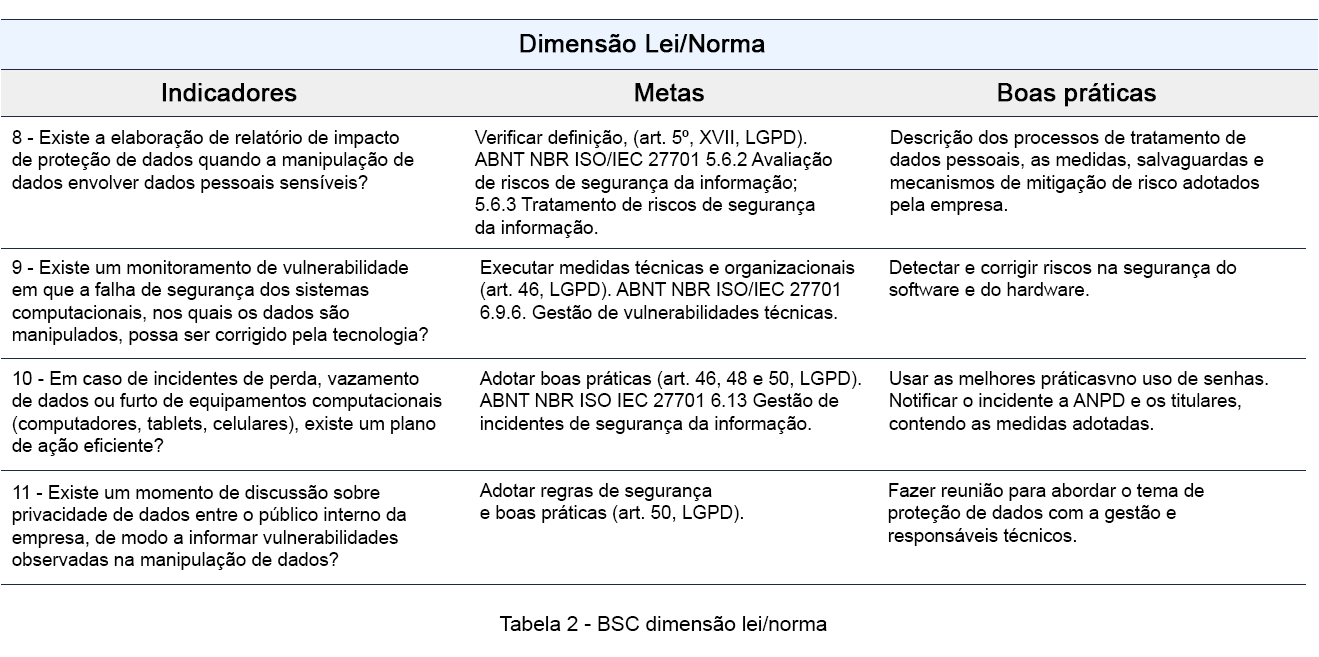 Dimensão Lei/Norma
Indicadores
Metas
Boas práticas
8 - Existe a elaboração de relatório de impacto
de proteção de dados quando a manipulação de
dados envolver dados pessoais sensíveis?
Verificar definição, (art. 5º, XVII, LGPD).
ABNT NBR ISO/IEC 27701 5.6.2 Avaliação
de riscos de segurança da informação;
5.6.3 Tratamento de riscos de segurança
da informação.
Descrição dos processos de tratamento de
dados pessoais, as medidas, salvaguardas e
mecanismos de mitigação de risco adotados
pela empresa.
9 - Existe um monitoramento de vulnerabilidade
em que a falha de segurança dos sistemas
computacionais, nos quais os dados são
manipulados, possa ser corrigido pela tecnologia?
Executar medidas técnicas e organizacionais
(art. 46, LGPD). ABNT NBR ISO/IEC 27701
6.9.6. Gestão de vulnerabilidades técnicas.
Detectar e corrigir riscos na segurança do
software e do hardware.
10 - Em caso de incidentes de perda, vazamento
de dados ou furto de equipamentos computacionais
(computadores, tablets, celulares), existe um plano
de ação eficiente?
Adotar boas práticas (art. 46, 48 e 50, LGPD).
ABNT NBR ISO IEC 27701 6.13 Gestão de
incidentes de segurança da informação.
Usar as melhores práticasvno uso de senhas.
Notificar o incidente a ANPD e os titulares,
contendo as medidas adotadas.
11 - Existe um momento de discussão sobre
privacidade de dados entre o público interno da
empresa, de modo a informar vulnerabilidades
observadas na manipulação de dados?
Adotar regras de segurança
e boas práticas (art. 50, LGPD).
Fazer reunião para abordar o tema de
proteção de dados com a gestão e
responsáveis técnicos.
Tabela 2 - BSC dimensão lei/norma